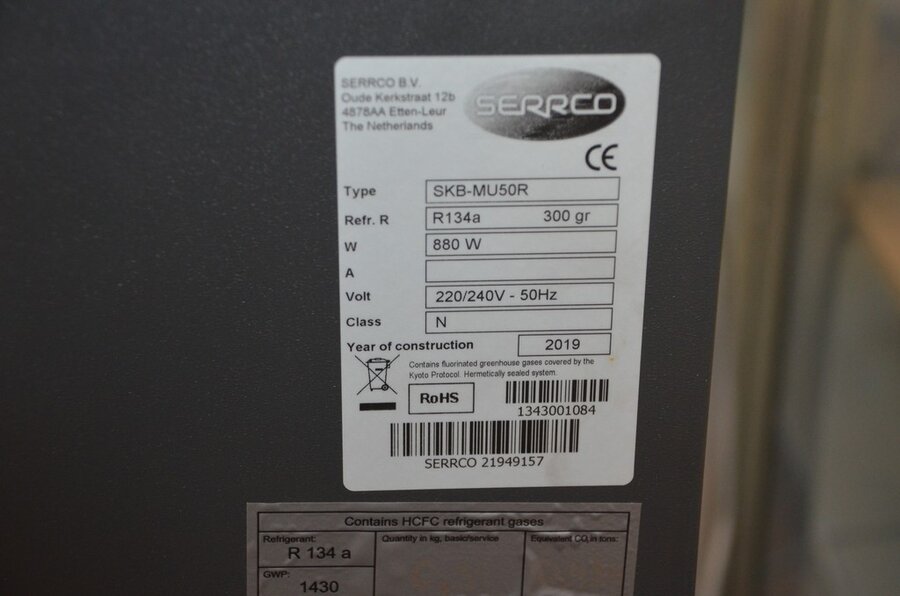 SERRCO B.V.
Oude Kerkstraat 12b
4878AA Etten-Leur
The Netherlands
SERRCO
CE
Type SKB-MU50R
Refr. R R134a 300 gr
W 880 W
A
Volt 220/240V - 50Hz
Class N
Year of construction 2019
Contains fluorinated greenhouse gases covered by the
Kyoto Protocol. Hermetically sealed system.
RoHS
1343001084
SERRCO 21949157
Contains HCFC refrigerant gases
Refrigerant: Quantity in kg, basic/service Equivalent CO₂ in tons:
R 134 a
GWP:
1430